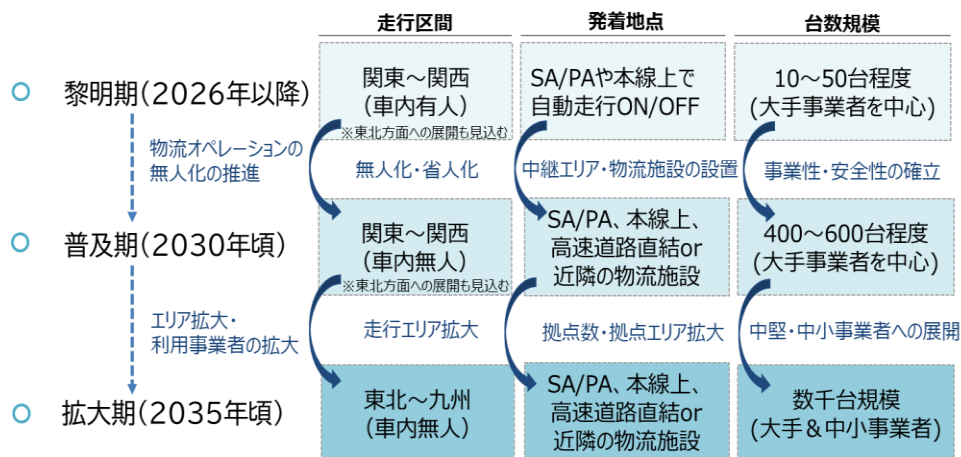 走行区間
発着地点
台数規模
黎明期(2026年以降)
関東～関西
(車内有人)
※東北方面への展開も見込む
SA/PAや本線上で
自動走行ON/OFF
10～50台程度
(大手事業者を中心)
物流オペレーションの
無人化の推進
無人化・省人化
中継エリア・物流施設の設置
事業性・安全性の確立
普及期(2030年頃)
関東～関西
(車内無人)
※東北方面への展開も見込む
SA/PA、本線上、
高速道路直結or
近隣の物流施設
400～600台程度
(大手事業者を中心)
エリア拡大・
利用事業者の拡大
走行エリア拡大
拠点数・拠点エリア拡大
中堅・中小事業者への展開
拡大期(2035年頃)
東北～九州
(車内無人)
SA/PA、本線上、
高速道路直結or
近隣の物流施設
数千台規模
(大手＆中小事業者)